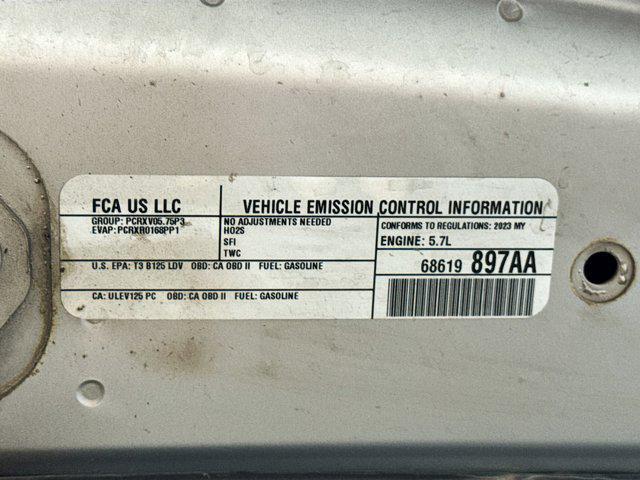 FCA US LLC
VEHICLE EMISSION CONTROL INFORMATION
GROUP: PCRXV05.75P3
EVAP: PCRXR0168PP1
NO ADJUSTMENTS NEEDED
HO2S
SFI
TWC
CONFORMS TO REGULATIONS: 2023 MY
ENGINE: 5.7L
U.S. EPA: T3 B125 LDV OBD: CA OBD II FUEL: GASOLINE
68619 897AA
CA: ULEV125 PC OBD: CA OBD II FUEL: GASOLINE